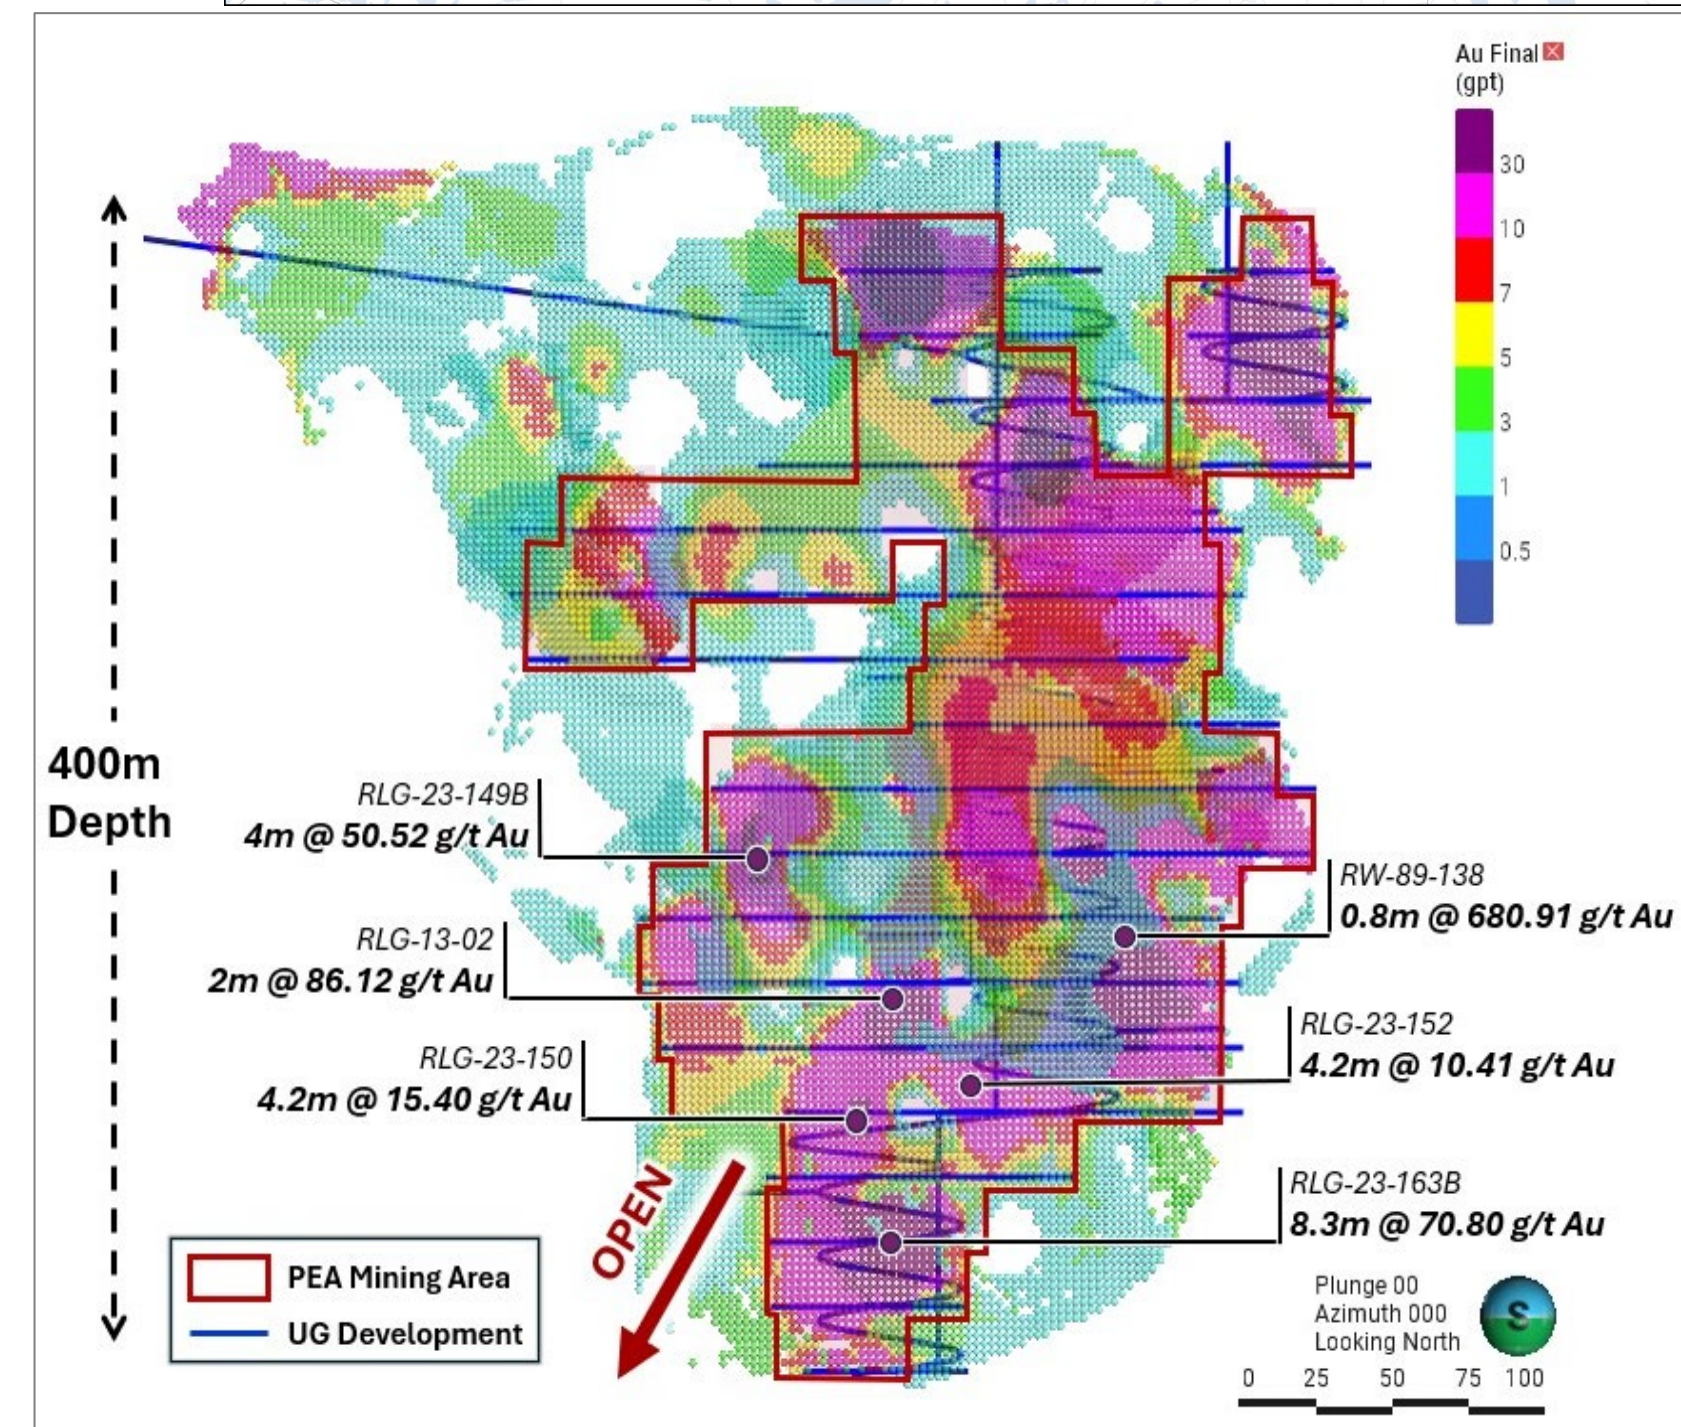 Au Final
(gpt)
30
10
7
5
3
1
0.5
400m
Depth
RLG-23-149B
4m @ 50.52 g/t Au
RW-89-138
0.8m @ 680.91 g/t Au
RLG-13-02
2m @ 86.12 g/t Au
RLG-23-152
4.2m @ 10.41 g/t Au
RLG-23-150
4.2m @ 15.40 g/t Au
OPEN
RLG-23-163B
8.3m @ 70.80 g/t Au
PEA Mining Area
UG Development
Plunge 00
Azimuth 000
Looking North
S
0 25 50 75 100